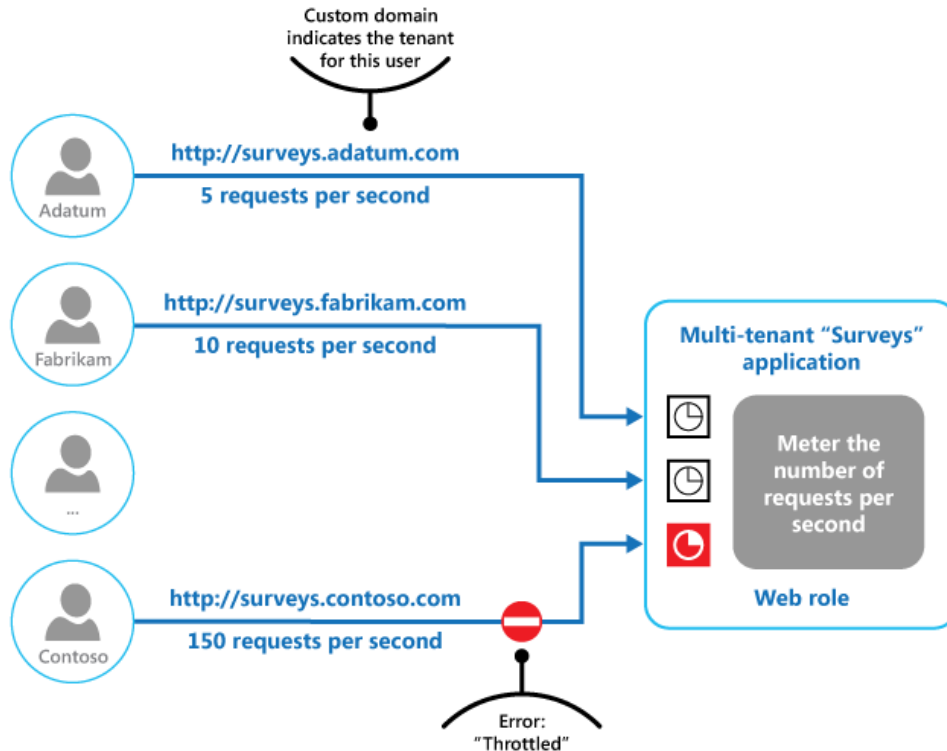 Custom domain
indicates the tenant
for this user
http://surveys.adatum.com
5 requests per second
Adatum
http://surveys.fabrikam.com
10 requests per second
Fabrikam
...
http://surveys.contoso.com
150 requests per second
Contoso
Error:
"Throttled"
Multi-tenant “Surveys”
application
Meter the
number of
requests per
second
Web role